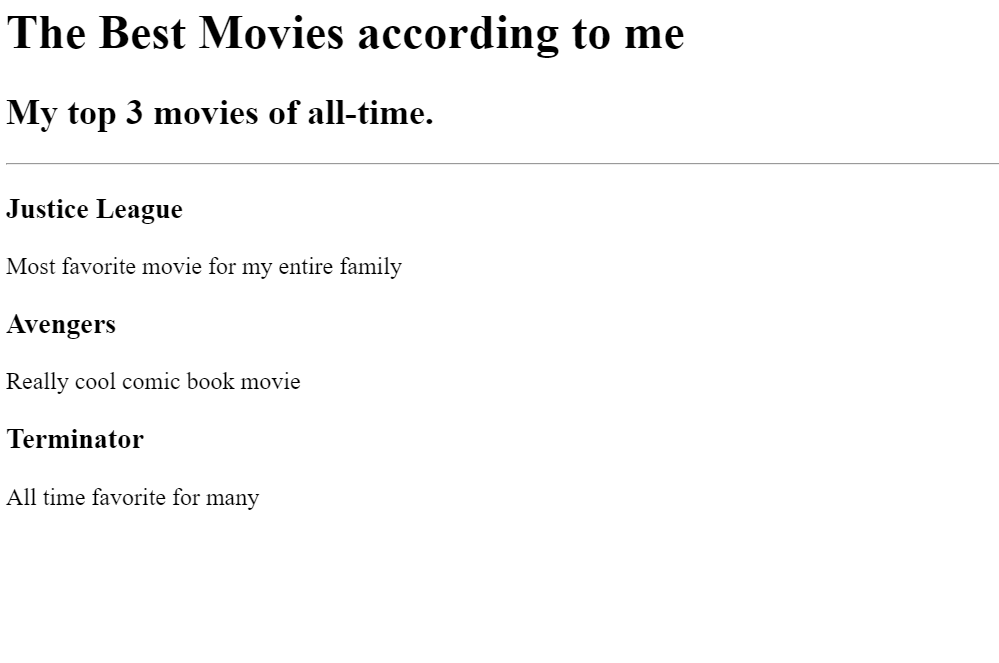 The Best Movies according to me
My top 3 movies of all-time.
Justice League
Most favorite movie for my entire family
Avengers
Really cool comic book movie
Terminator
All time favorite for many